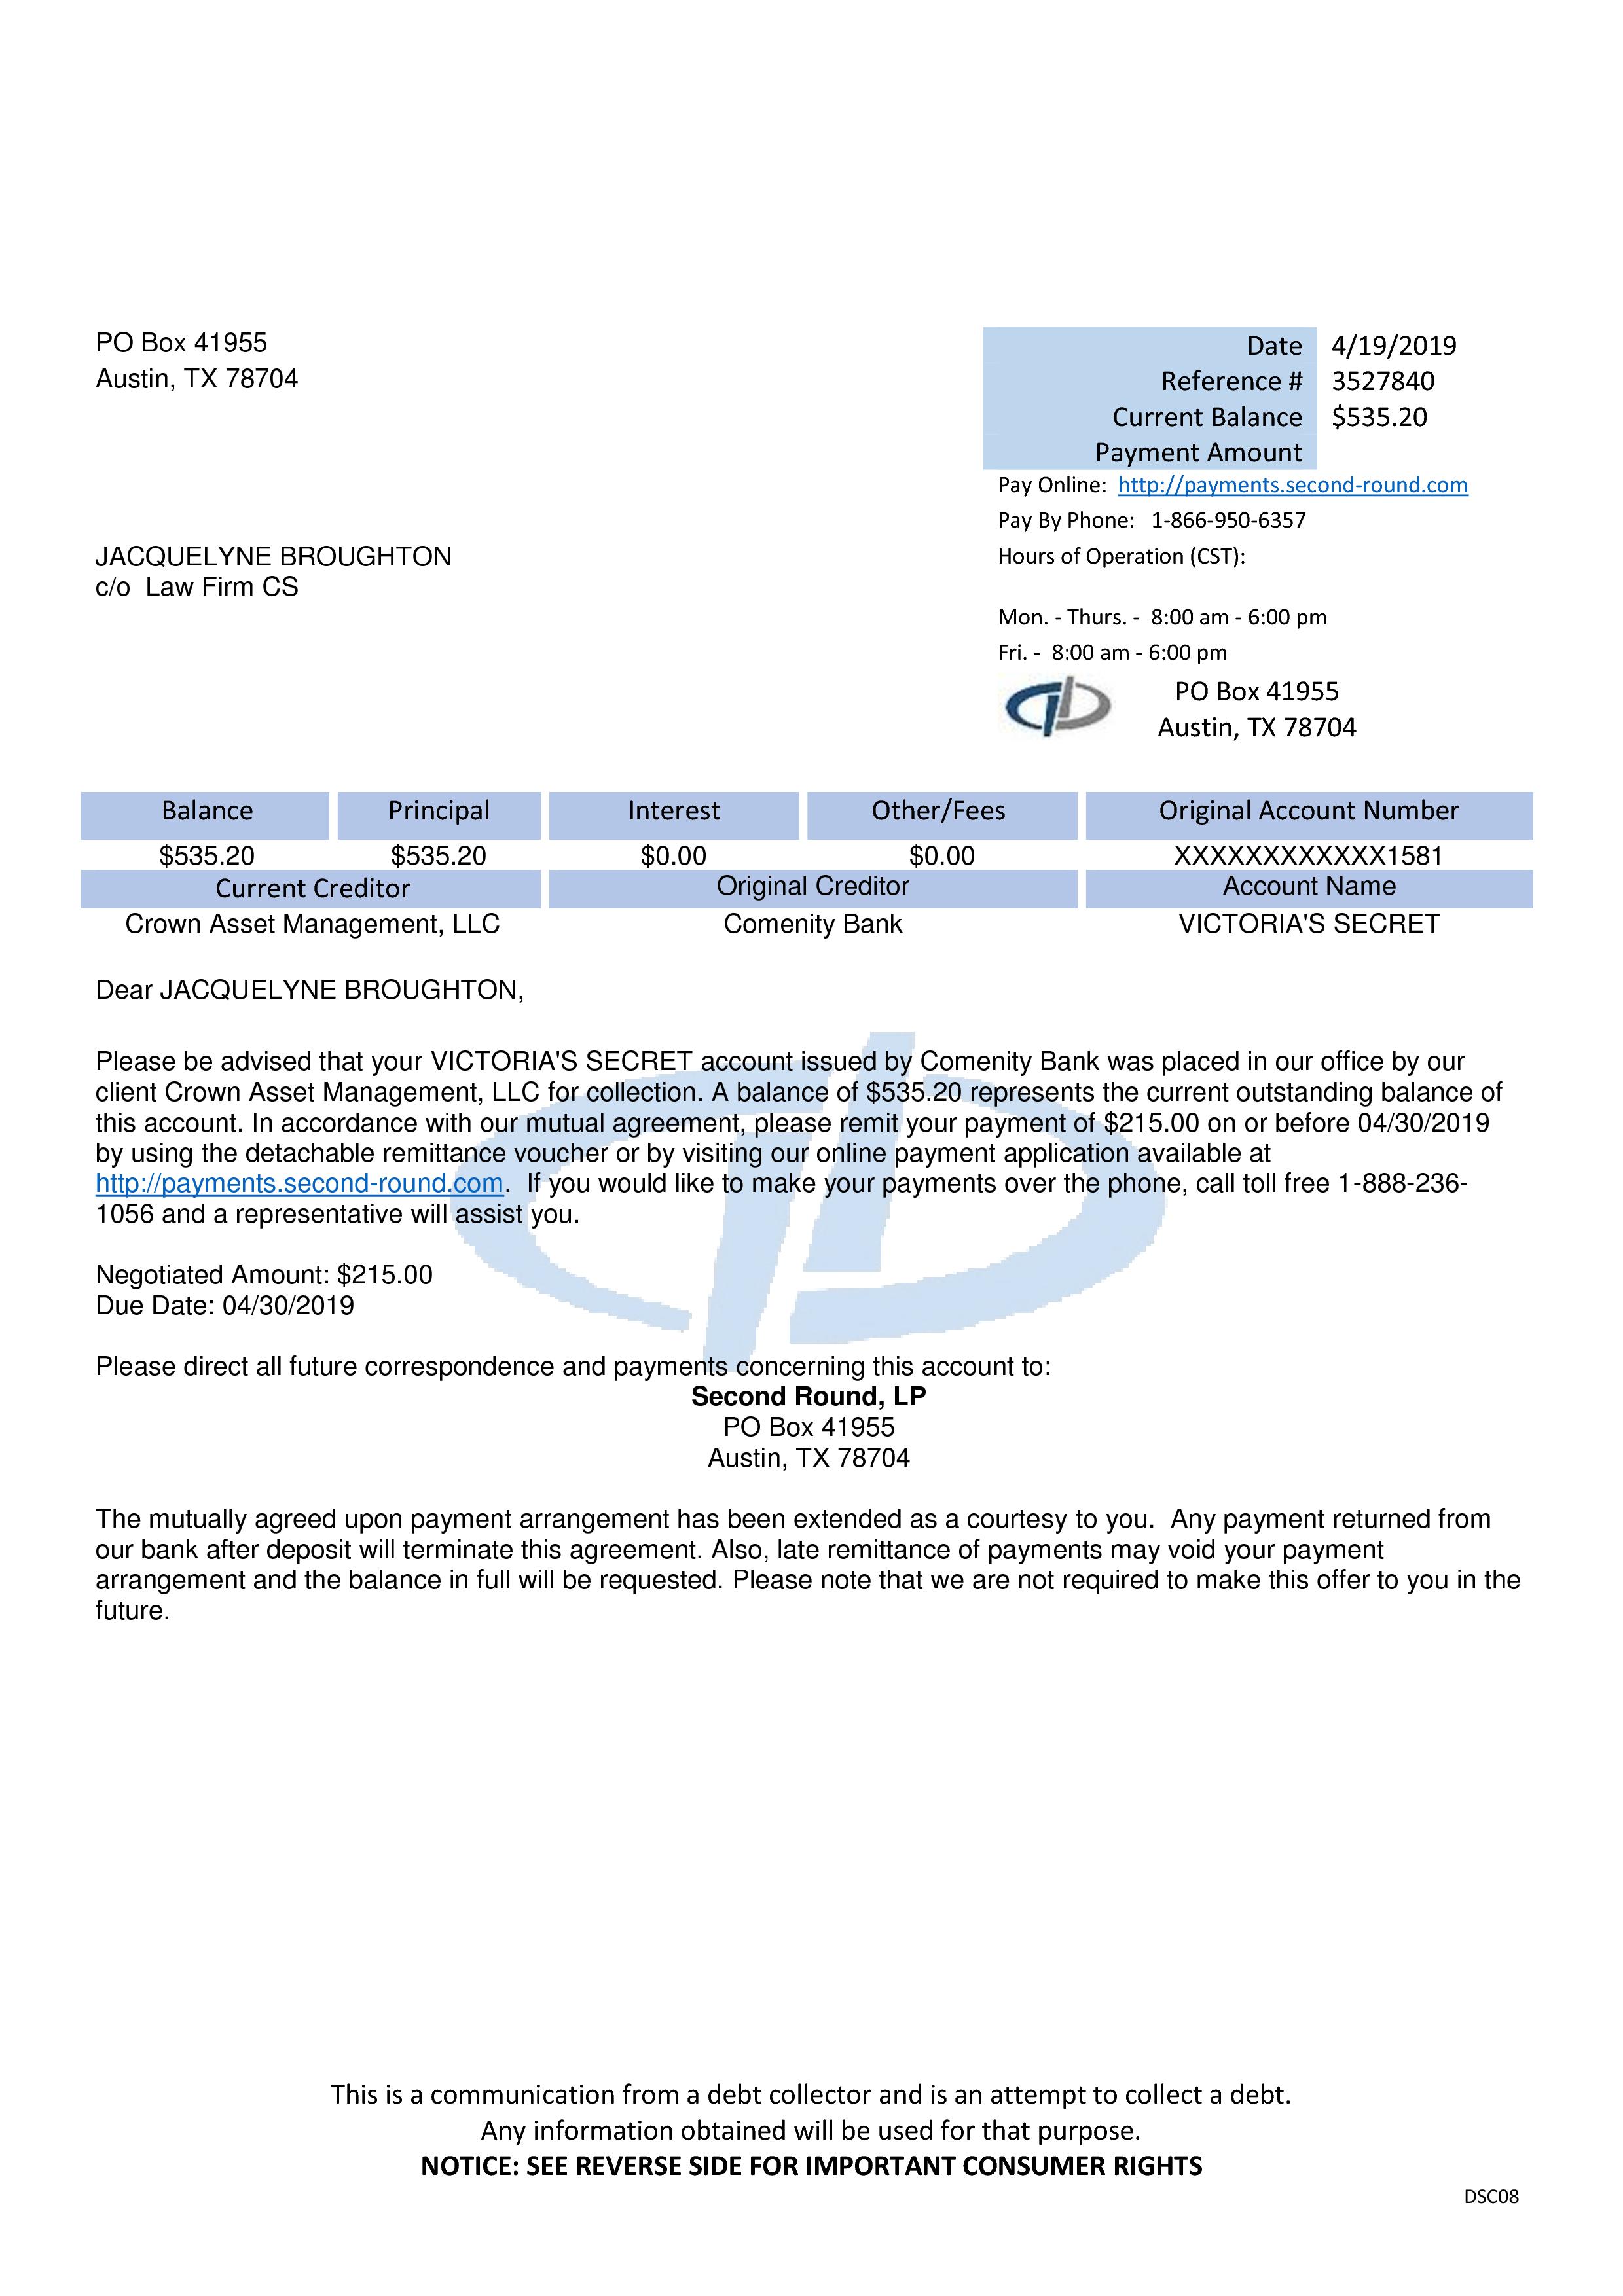 PO Box 41955
Austin, TX 78704
Date 4/19/2019
Reference # 3527840
Current Balance $535.20
Payment Amount
Pay Online: http://payments.second-round.com
Pay By Phone: 1-866-950-6357
JACQUELYNE BROUGHTON
c/o Law Firm CS
Hours of Operation (CST):
Mon. - Thurs. - 8:00 am - 6:00 pm
Fri. - 8:00 am - 6:00 pm
PO Box 41955
Austin, TX 78704
Balance Principal Interest Other/Fees Original Account Number
$535.20 $535.20 $0.00 $0.00 XXXXXXXXXXXX1581
Current Creditor Original Creditor Account Name
Crown Asset Management, LLC Comenity Bank VICTORIA'S SECRET
Dear JACQUELYNE BROUGHTON,
Please be advised that your VICTORIA'S SECRET account issued by Comenity Bank was placed in our office by our
client Crown Asset Management, LLC for collection. A balance of $535.20 represents the current outstanding balance of
this account. In accordance with our mutual agreement, please remit your payment of $215.00 on or before 04/30/2019
by using the detachable remittance voucher or by visiting our online payment application available at
http://payments.second-round.com. If you would like to make your payments over the phone, call toll free 1-888-236-
1056 and a representative will assist you.
Negotiated Amount: $215.00
Due Date: 04/30/2019
Please direct all future correspondence and payments concerning this account to:
Second Round, LP
PO Box 41955
Austin, TX 78704
The mutually agreed upon payment arrangement has been extended as a courtesy to you. Any payment returned from
our bank after deposit will terminate this agreement. Also, late remittance of payments may void your payment
arrangement and the balance in full will be requested. Please note that we are not required to make this offer to you in the
future.
This is a communication from a debt collector and is an attempt to collect a debt.
Any information obtained will be used for that purpose.
NOTICE: SEE REVERSE SIDE FOR IMPORTANT CONSUMER RIGHTS
DSC08